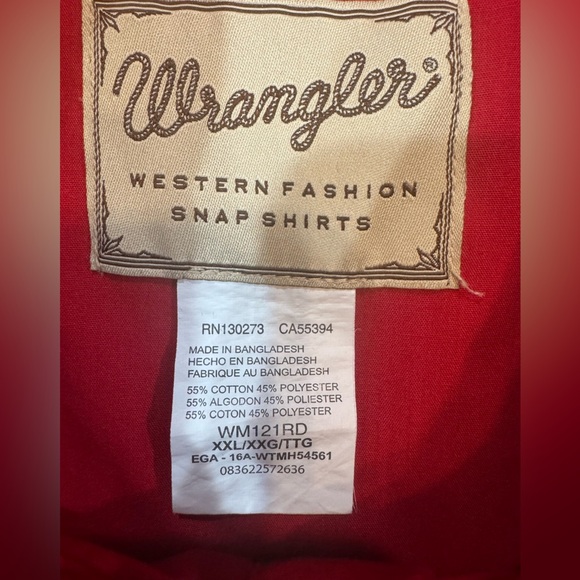 Wrangler®
WESTERN FASHION
SNAP SHIRTS
RN130273 CA55394
MADE IN BANGLADESH
HECHO EN BANGLADESH
FABRIQUE AU BANGLADESH
55% COTTON 45% POLYESTER
55% ALGODON 45% POLIESTER
55% COTON 45% POLYESTER
WM121RD
XXL/XXG/TTG
EGA - 16A-WTMH54561
083622572636